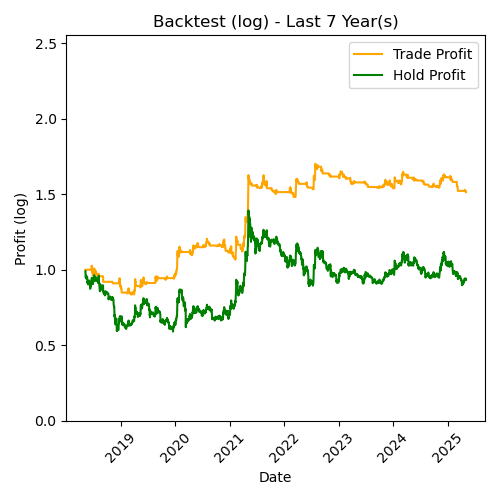 Backtest (log) - Last 7 Year(s)
Trade Profit
Hold Profit
2.5
2.0
1.5
1.0
0.5
0.0
Profit (log)
2019
2020
2021
2022
2023
2024
2025
Date